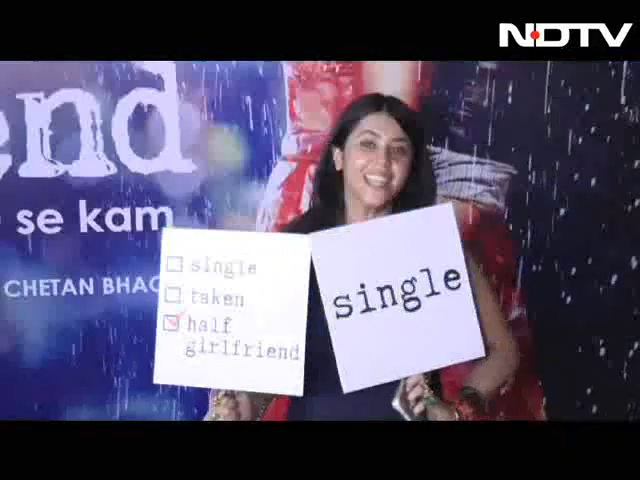 NDTV
end
se kam
CHETAN BHAG
single
taken
half
girlfriend
single